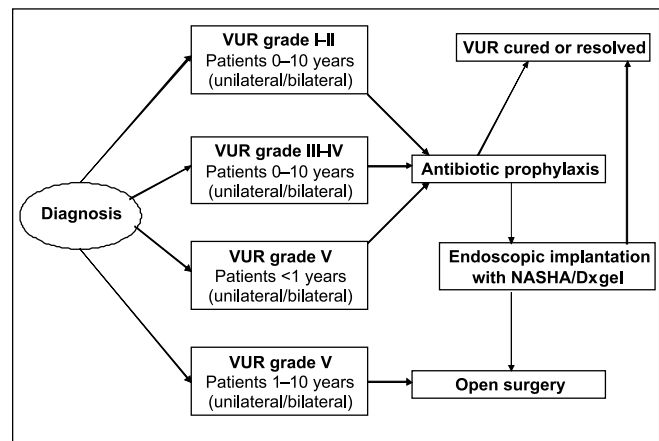 Diagnosis
VUR grade I–II
Patients 0–10 years
(unilateral/bilateral)
VUR grade III–IV
Patients 0–10 years
(unilateral/bilateral)
VUR grade V
Patients <1 years
(unilateral/bilateral)
VUR grade V
Patients 1–10 years
(unilateral/bilateral)
VUR cured or resolved
Antibiotic prophylaxis
Endoscopic implantation
with NASHA/Dx gel
Open surgery